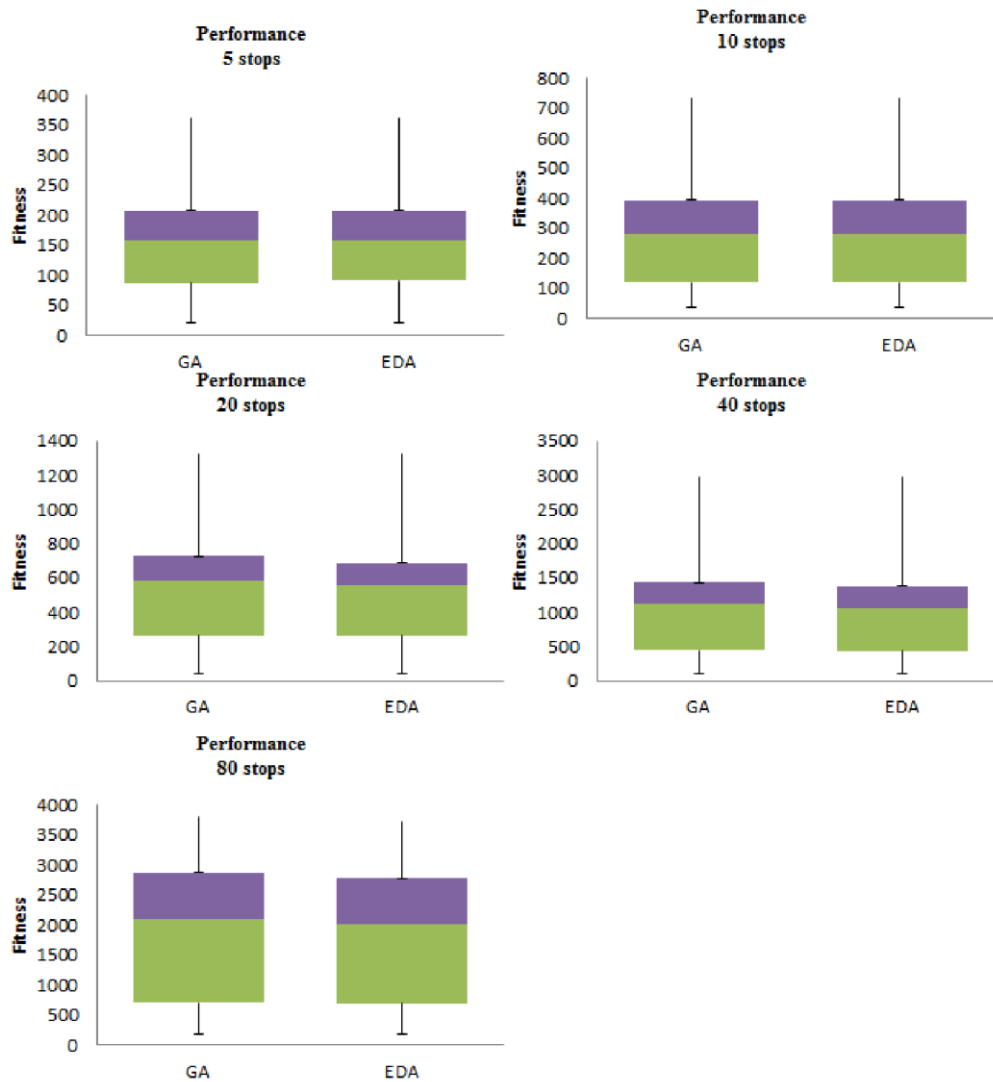 Performance
5 stops
400
350
300
250
200
150
100
50
0
Fitness
GA
EDA
Performance
10 stops
800
700
600
500
400
300
200
100
0
Fitness
GA
EDA
Performance
20 stops
1400
1200
1000
800
600
400
200
0
Fitness
GA
EDA
Performance
40 stops
3500
3000
2500
2000
1500
1000
500
0
Fitness
GA
EDA
Performance
80 stops
4000
3500
3000
2500
2000
1500
1000
500
0
Fitness
GA
EDA